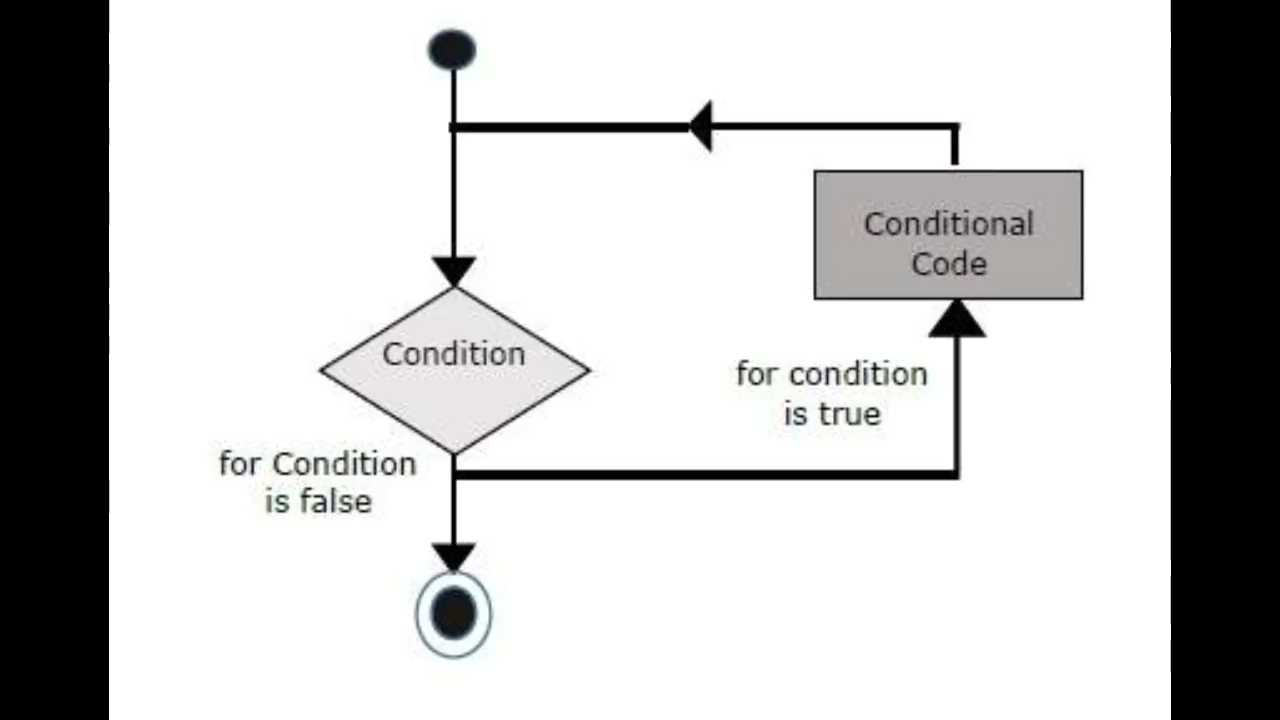 Conditional
Code
Condition
for condition
is true
for Condition
is false